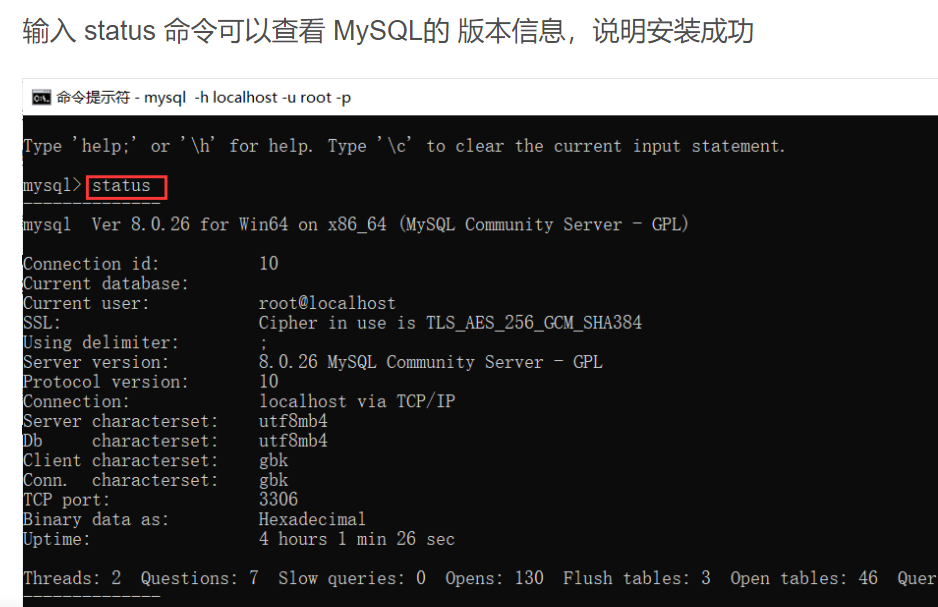 输入 status 命令可以查看 MySQL的 版本信息，说明安装成功
命令提示符 - mysql  -h localhost -u root -p
Type 'help;' or '\h' for help. Type '\c' to clear the current input statement.
mysql> status
--------------
mysql  Ver 8.0.26 for Win64 on x86_64 (MySQL Community Server - GPL)
Connection id:          10
Current database:
Current user:           root@localhost
SSL:                    Cipher in use is TLS_AES_256_GCM_SHA384
Using delimiter:        ;
Server version:         8.0.26 MySQL Community Server - GPL
Protocol version:       10
Connection:             localhost via TCP/IP
Server characterset:    utf8mb4
Db     characterset:    utf8mb4
Client characterset:    gbk
Conn.  characterset:    gbk
TCP port:               3306
Binary data as:         Hexadecimal
Uptime:                 4 hours 1 min 26 sec
Threads: 2  Questions: 7  Slow queries: 0  Opens: 130  Flush tables: 3  Open tables: 46  Quer
--------------